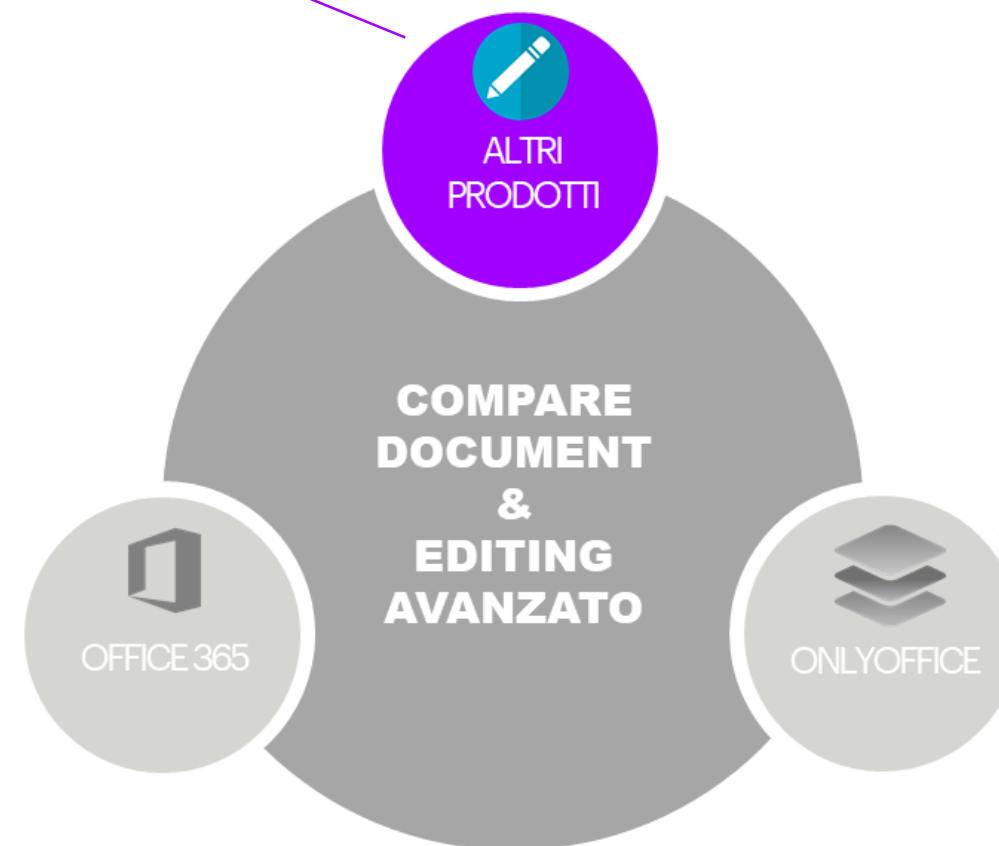 ALTRI
PRODOTTI
COMPARE
DOCUMENT
&
EDITING
AVANZATO
OFFICE 365
ONLYOFFICE